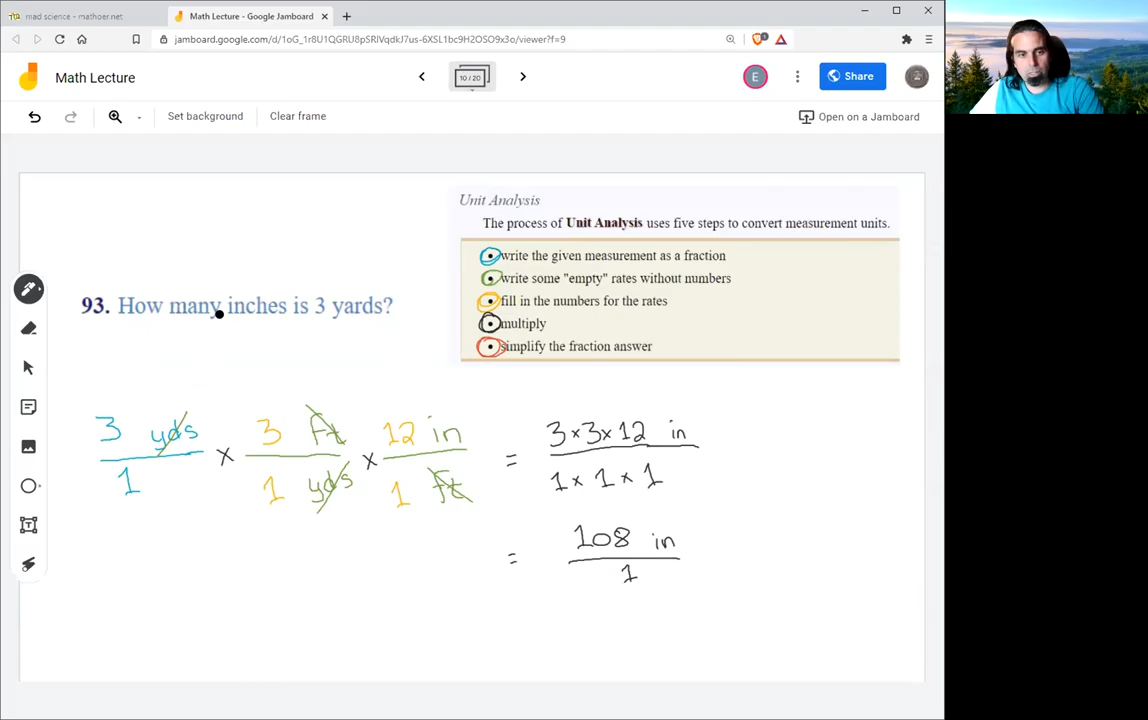 mad science - mathoer.net
Math Lecture - Google Jamboard
jamboard.google.com/d/1oG_1r8U1QGRU8pSRlVqdkJ7us-6XSL1bc9H2OSO9x3o/viewer?f=9
Math Lecture
10 / 20
E
Share
Set background
Clear frame
Open on a Jamboard
Unit Analysis
The process of Unit Analysis uses five steps to convert measurement units.
write the given measurement as a fraction
write some "empty" rates without numbers
fill in the numbers for the rates
multiply
simplify the fraction answer
93. How many inches is 3 yards?
3 yds × 3 ft × 12 in = 3×3×12 in
1 1 yds 1 ft 1 × 1 × 1
= 108 in
1